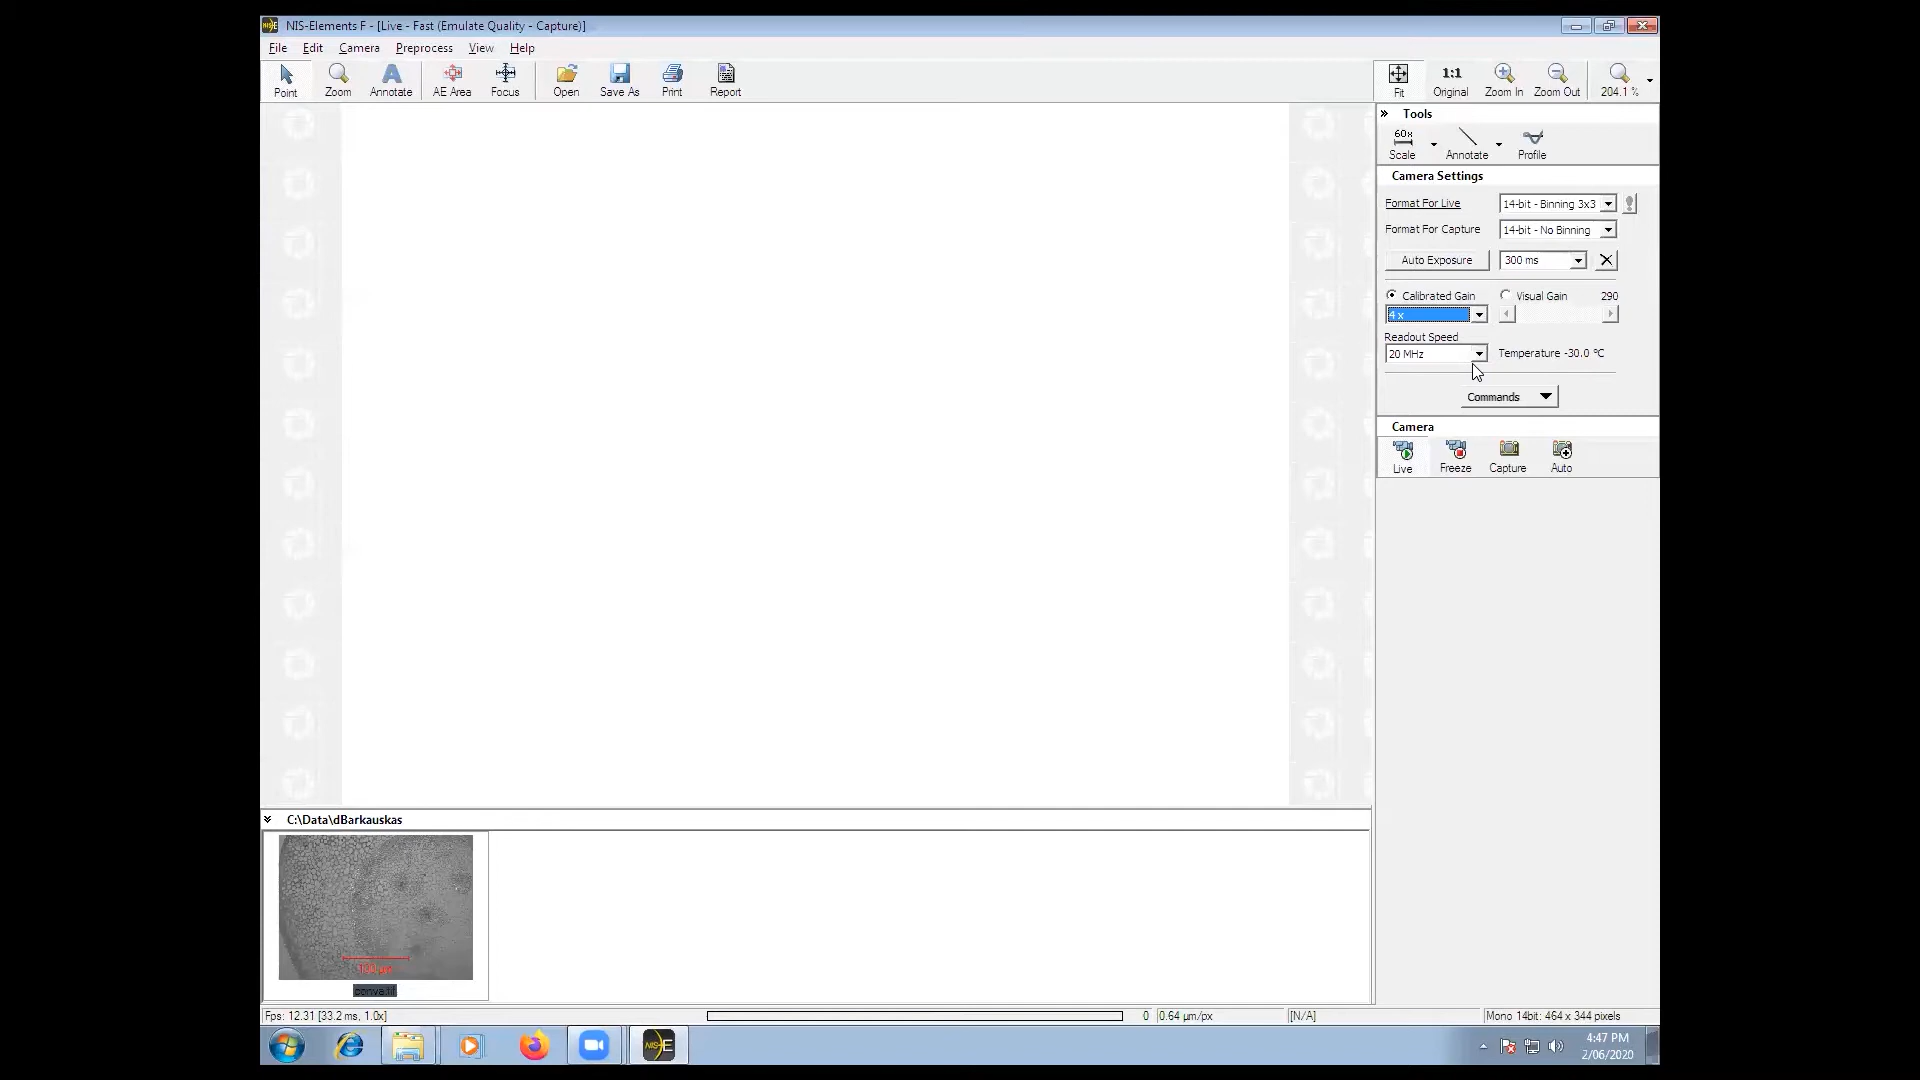 NIS-Elements F - [Live - Fast (Emulate Quality - Capture)]
File Edit Camera Preprocess View Help
Point Zoom Annotate AE Area Focus Open Save As Print Report
1:1
Fit Original Zoom In Zoom Out 204.1 %
Tools
60x
Scale Annotate Profile
Camera Settings
Format For Live 14-bit - Binning 3x3
Format For Capture 14-bit - No Binning
Auto Exposure 300 ms
Calibrated Gain Visual Gain 290
4 x
Readout Speed
20 MHz Temperature -30.0 °C
Commands
Camera
Live Freeze Capture Auto
C:\Data\dBarkauskas
Fps: 12.31 [33.2 ms, 1.0x] 0 0.64 µm/px [N/A] Mono 14bit: 464 x 344 pixels
4:47 PM
2/06/2020